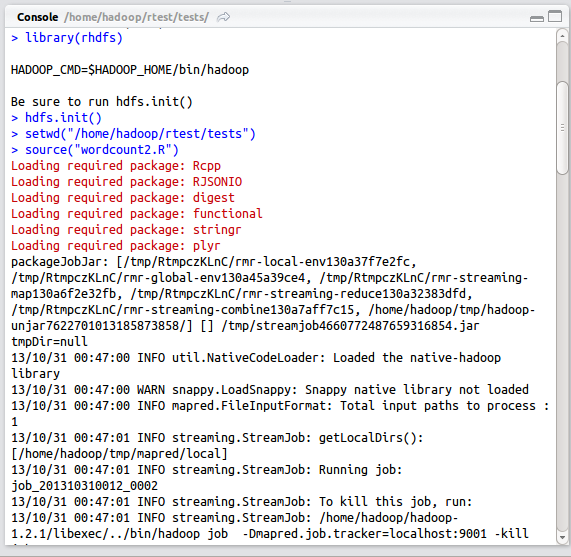 Console /home/hadoop/rtest/tests/
> library(rhdfs)
HADOOP_CMD=$HADOOP_HOME/bin/hadoop
Be sure to run hdfs.init()
> hdfs.init()
> setwd("/home/hadoop/rtest/tests")
> source("wordcount2.R")
Loading required package: Rcpp
Loading required package: RJSONIO
Loading required package: digest
Loading required package: functional
Loading required package: stringr
Loading required package: plyr
packageJobJar: [/tmp/RtmpczKLnC/rmr-local-env130a37f7e2fc,
/tmp/RtmpczKLnC/rmr-global-env130a45a39ce4, /tmp/RtmpczKLnC/rmr-streaming-
map130a6f2e32fb, /tmp/RtmpczKLnC/rmr-streaming-reduce130a32383dfd,
/tmp/RtmpczKLnC/rmr-streaming-combine130a7aff7c15, /home/hadoop/tmp/hadoop-
unjar7622701013185873858/] [] /tmp/streamjob4660772487659316854.jar
tmpDir=null
13/10/31 00:47:00 INFO util.NativeCodeLoader: Loaded the native-hadoop
library
13/10/31 00:47:00 WARN snappy.LoadSnappy: Snappy native library not loaded
13/10/31 00:47:00 INFO mapred.FileInputFormat: Total input paths to process :
1
13/10/31 00:47:01 INFO streaming.StreamJob: getLocalDirs():
[/home/hadoop/tmp/mapred/local]
13/10/31 00:47:01 INFO streaming.StreamJob: Running job:
job_201310310012_0002
13/10/31 00:47:01 INFO streaming.StreamJob: To kill this job, run:
13/10/31 00:47:01 INFO streaming.StreamJob: /home/hadoop/hadoop-
1.2.1/libexec/../bin/hadoop job  -Dmapred.job.tracker=localhost:9001 -kill